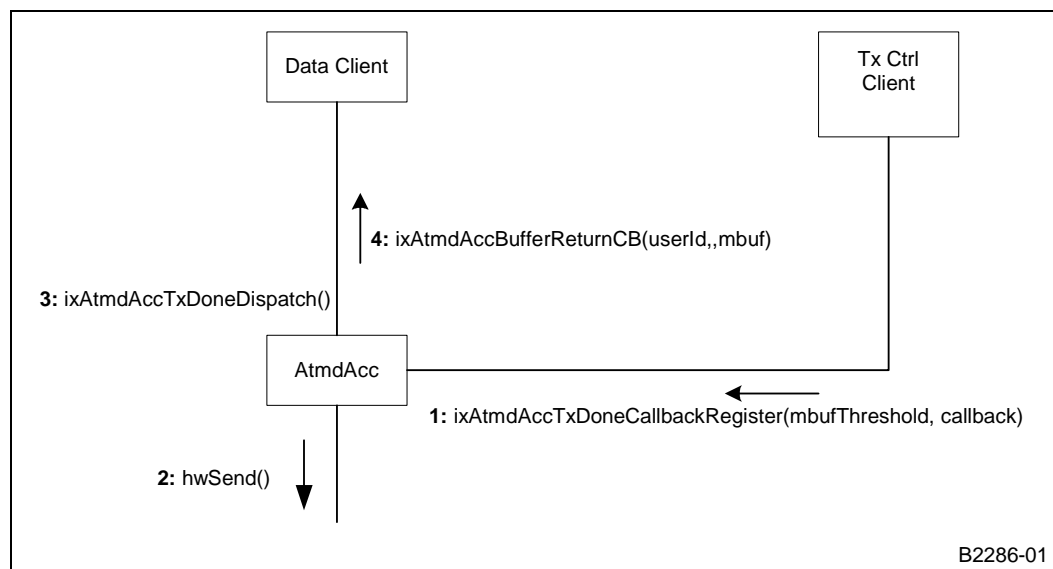 Data Client
Tx Ctrl
Client
4: ixAtmdAccBufferReturnCB(userId,,mbuf)
3: ixAtmdAccTxDoneDispatch()
AtmdAcc
1: ixAtmdAccTxDoneCallbackRegister(mbufThreshold, callback)
2: hwSend()
B2286-01